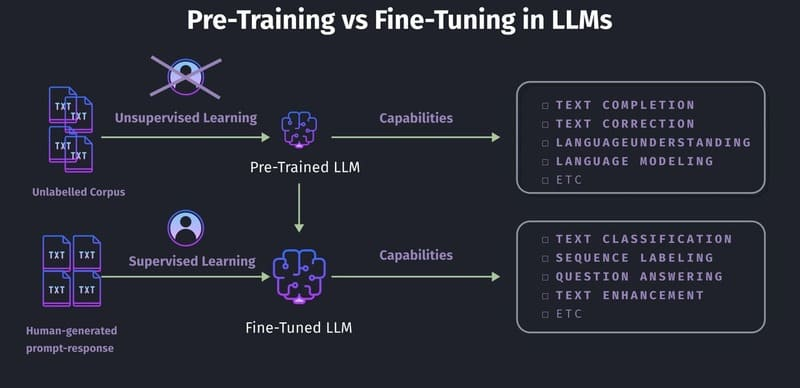 Pre-Training vs Fine-Tuning in LLMs
TXT
TXT
TXT
TXT
Unlabelled Corpus
Unsupervised Learning
Pre-Trained LLM
Capabilities
TEXT COMPLETION
TEXT CORRECTION
LANGUAGEUNDERSTANDING
LANGUAGE MODELING
ETC
TXT
TXT
TXT
TXT
Human-generated
prompt-response
Supervised Learning
Fine-Tuned LLM
Capabilities
TEXT CLASSIFICATION
SEQUENCE LABELING
QUESTION ANSWERING
TEXT ENHANCEMENT
ETC